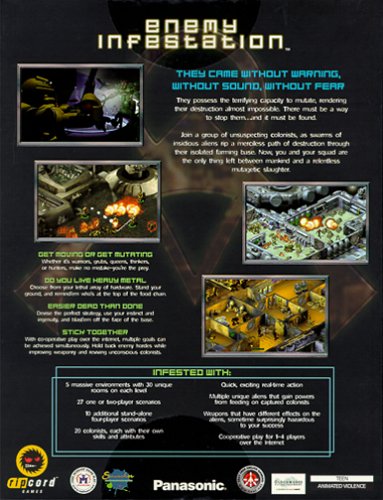 enemy
infestation™
THEY CAME WITHOUT WARNING,
WITHOUT SOUND, WITHOUT FEAR
They possess the terrifying capacity to mutate, rendering
their destruction almost impossible. There must be a way
to stop them...and it must be found.
Join a group of unsuspecting colonists, as swarms of
insidious aliens rip a merciless path of destruction through
their isolated farming base. Now, you and your squad are
the only thing left between mankind and a relentless
mutagetic slaughter.
GET MOVING OR GET MUTATING
Whether it's warriors, grubs, queens, thinkers,
or hunters, make no mistake-you're the prey.
DO YOU LIKE HEAVY METAL
Choose from your lethal array of hardware. Stand your
ground, and remember who's at the top of the food chain.
EASIER DEAD THAN DONE
Devise the perfect strategy, use your instinct and
ingenuity, and blast'em off the face of the base.
STICK TOGETHER
With co-operative play over the internet, multiple goals can
be achieved simultaneously. Hold back enemy hordes while
improving weaponry and reviving unconscious colonists.
INFESTED WITH:
5 massive environments with 30 unique
rooms on each level
27 one or two-player scenarios
10 additional stand-alone
four-player scenarios
20 colonists, each with their own
skills and attributes
Quick, exciting real-time action
Multiple unique aliens that gain powers
from feeding on captured colonists
Weapons that have different effects on the
aliens, sometime surprisingly hazardous
to your success
Cooperative play for 1-4 players
over the internet
ripcord
GAMES
Panasonic
TEEN
ANIMATED VIOLENCE